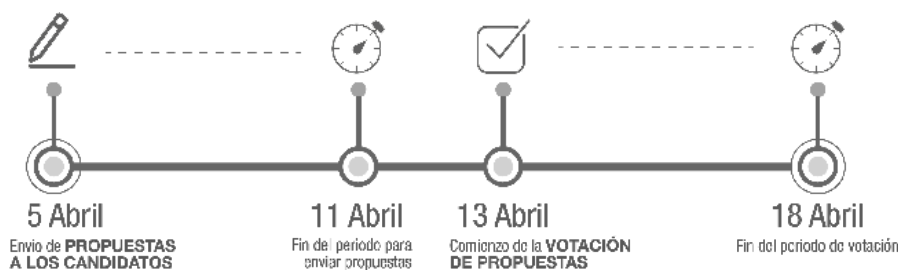 5 Abril
Envio de PROPUESTAS
A LOS CANDIDATOS
11 Abril
Fin del periodo para
enviar propuestas
13 Abril
Comienzo de la VOTACIÓN
DE PROPUESTAS
18 Abril
Fin del periodo de votación